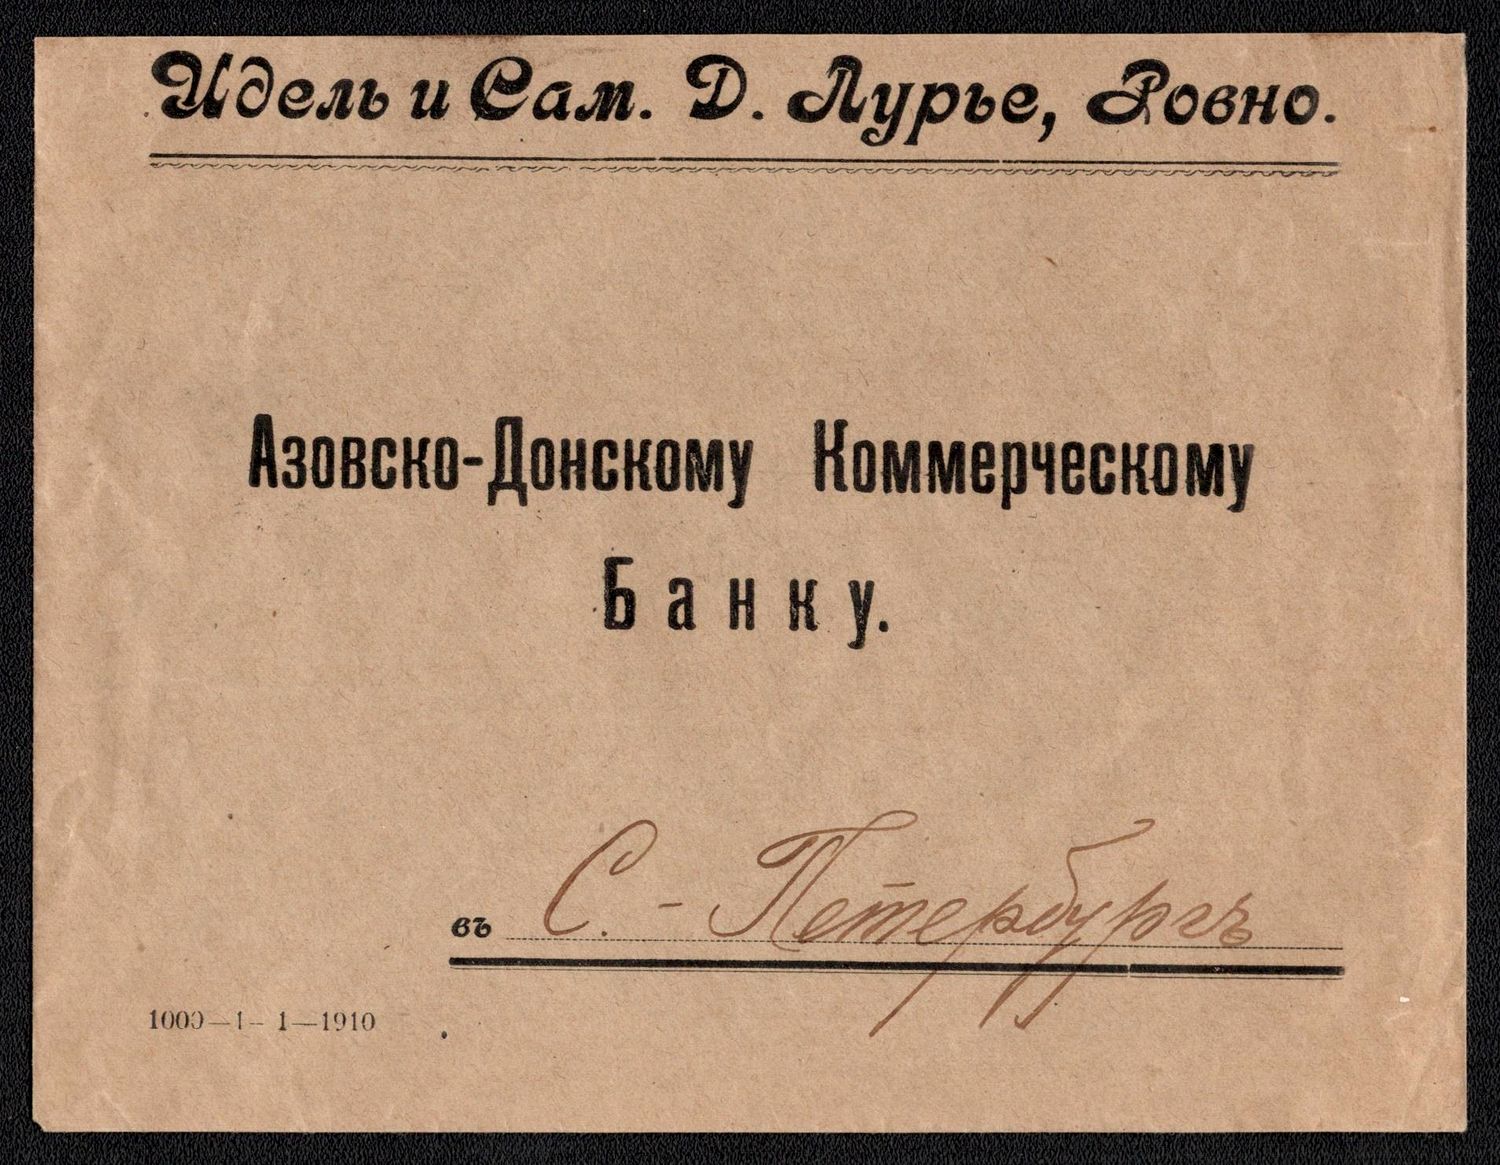 Идель и Сам. Д. Лурье, Ровно.
Азовско-Донскому Коммерческому
Банку.
въ С.-Петербургъ
1000—1—1—1910